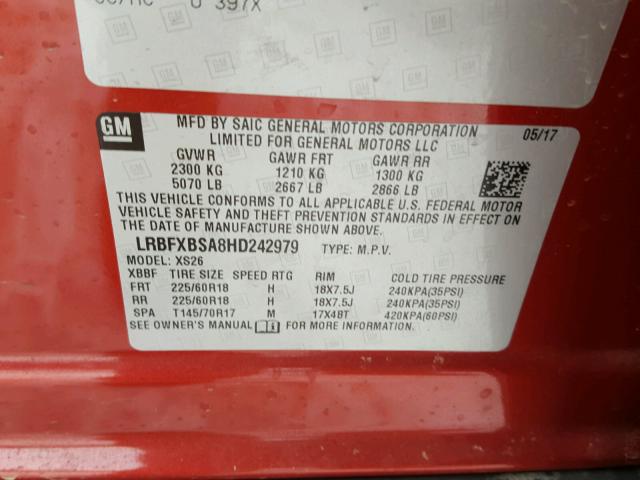 397X
GM
MFD BY SAIC GENERAL MOTORS CORPORATION 05/17
LIMITED FOR GENERAL MOTORS LLC
GVWR GAWR FRT GAWR RR
2300 KG 1210 KG 1300 KG
5070 LB 2667 LB 2866 LB
THIS VEHICLE CONFORMS TO ALL APPLICABLE U.S. FEDERAL MOTOR
VEHICLE SAFETY AND THEFT PREVENTION STANDARDS IN EFFECT ON
THE DATE OF MANUFACTURE SHOWN ABOVE.
LRBFXBSA8HD242979 TYPE: M.P.V.
MODEL: XS26
XBBF TIRE SIZE SPEED RTG RIM COLD TIRE PRESSURE
FRT 225/60R18 H 18X7.5J 240KPA(35PSI)
RR 225/60R18 H 18X7.5J 240KPA(35PSI)
SPA T145/70R17 M 17X4BT 420KPA(60PSI)
SEE OWNER'S MANUAL FOR MORE INFORMATION.